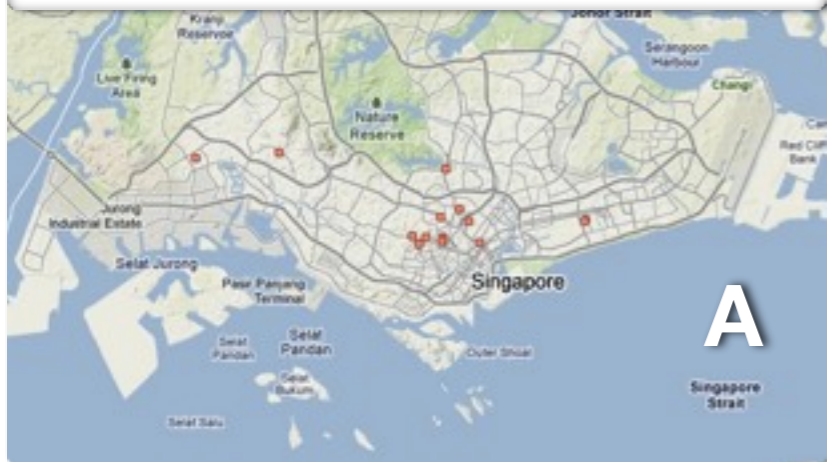 Johor Strait
Kranji
Reservoir
Serangoon
Harbour
Live Firing
Area
Changi
Nature
Reserve
Red Cliff
Bank
Jurong
Industrial Estate
Selat Jurong
Pasir Panjang
Terminal
Singapore
A
Selat
Pandan
Selat
Pandan
Outer Shoal
Selat
Bukum
Singapore
Strait
Selat Salu